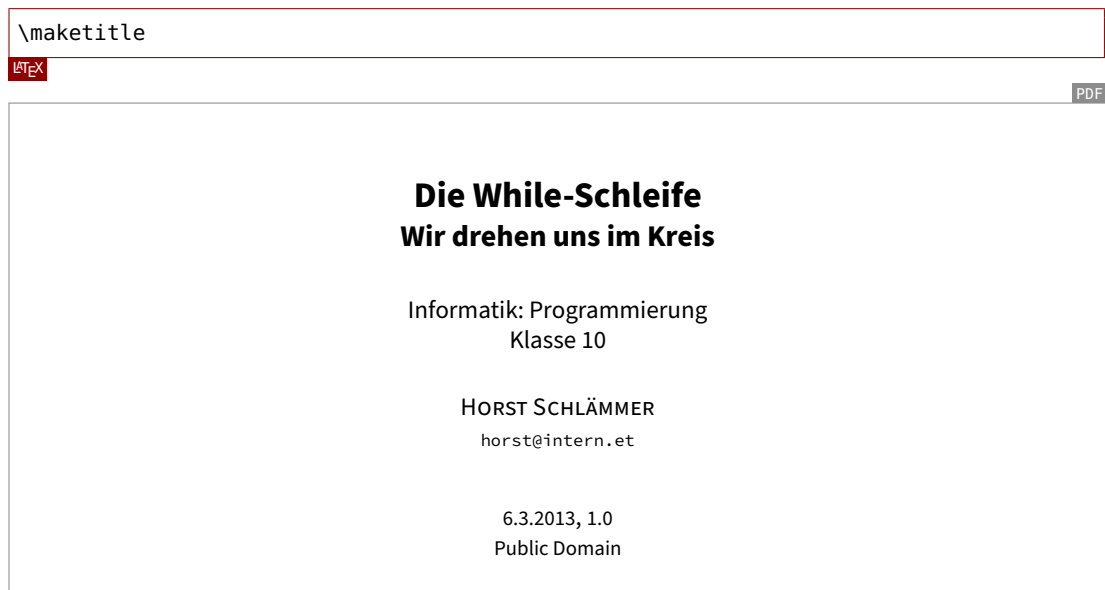 \maketitle
LATEX
PDF
Die While-Schleife
Wir drehen uns im Kreis
Informatik: Programmierung
Klasse 10
HORST SCHLÄMMER
horst@intern.et
6.3.2013, 1.0
Public Domain